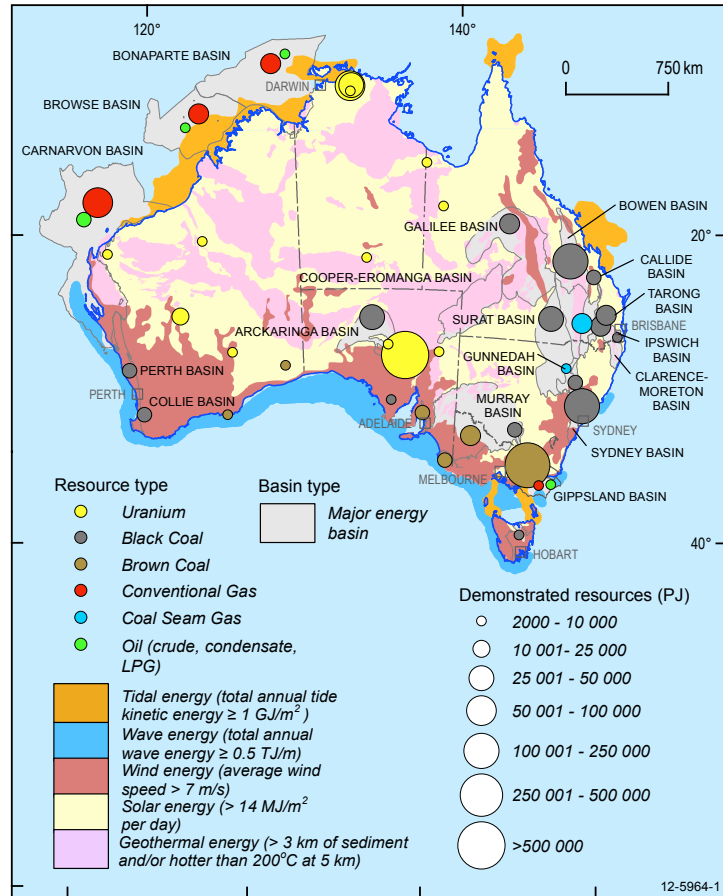 120°
140°
BONAPARTE BASIN
0
750 km
DARWIN
BROWSE BASIN
CARNARVON BASIN
BOWEN BASIN
GALILEE BASIN
20°
20°
CALLIDE
BASIN
COOPER-EROMANGA BASIN
TARONG
BASIN
ARCKARINGA BASIN
SURAT BASIN
BRISBANE
IPSWICH
BASIN
GUNNEDAH
BASIN
PERTH BASIN
CLARENCE-
MORETON BASIN
PERTH
COLLIE BASIN
MURRAY
BASIN
ADELAIDE
SYDNEY
SYDNEY BASIN
MELBOURNE
GIPPSLAND BASIN
Resource type
Uranium
Black Coal
Brown Coal
Conventional Gas
Coal Seam Gas
Oil (crude, condensate,
LPG)
Basin type
Major energy
basin
40°
40°
HOBART
Tidal energy (total annual tide
kinetic energy ≥ 1 GJ/m² )
Wave energy (total annual
wave energy ≥ 0.5 TJ/m)
Wind energy (average wind
speed > 7 m/s)
Solar energy (> 14 MJ/m²
per day)
Geothermal energy (> 3 km of sediment
and/or hotter than 200°C at 5 km)
Demonstrated resources (PJ)
2000 - 10 000
10 001- 25 000
25 001 - 50 000
50 001 - 100 000
100 001 - 250 000
250 001 - 500 000
>500 000
12-5964-1